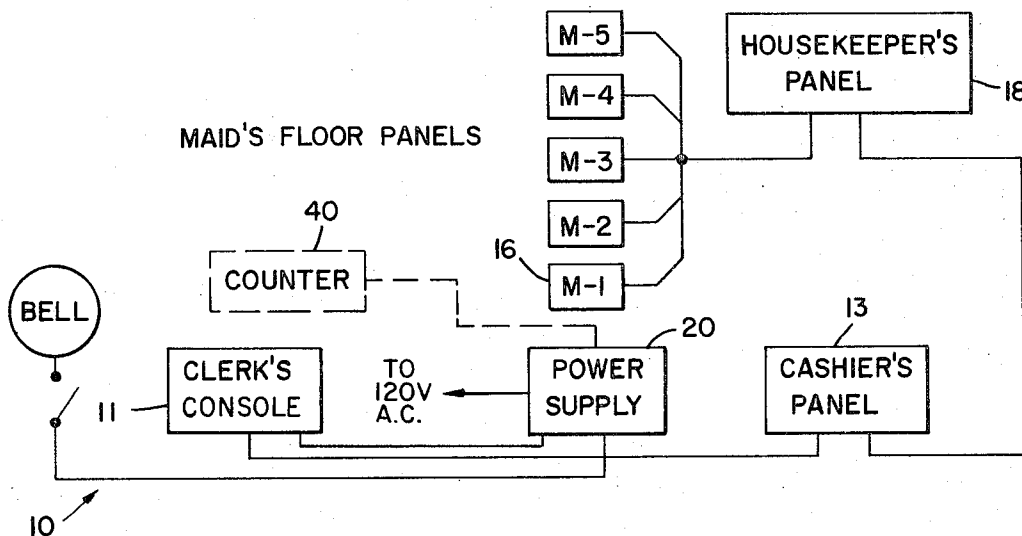 M-5
HOUSEKEEPER'S
PANEL
18
M-4
MAID'S FLOOR PANELS
M-3
M-2
40
16
COUNTER
M-1
BELL
20
13
CLERK'S
CONSOLE
11
TO
120V
A.C.
POWER
SUPPLY
CASHIER'S
PANEL
10